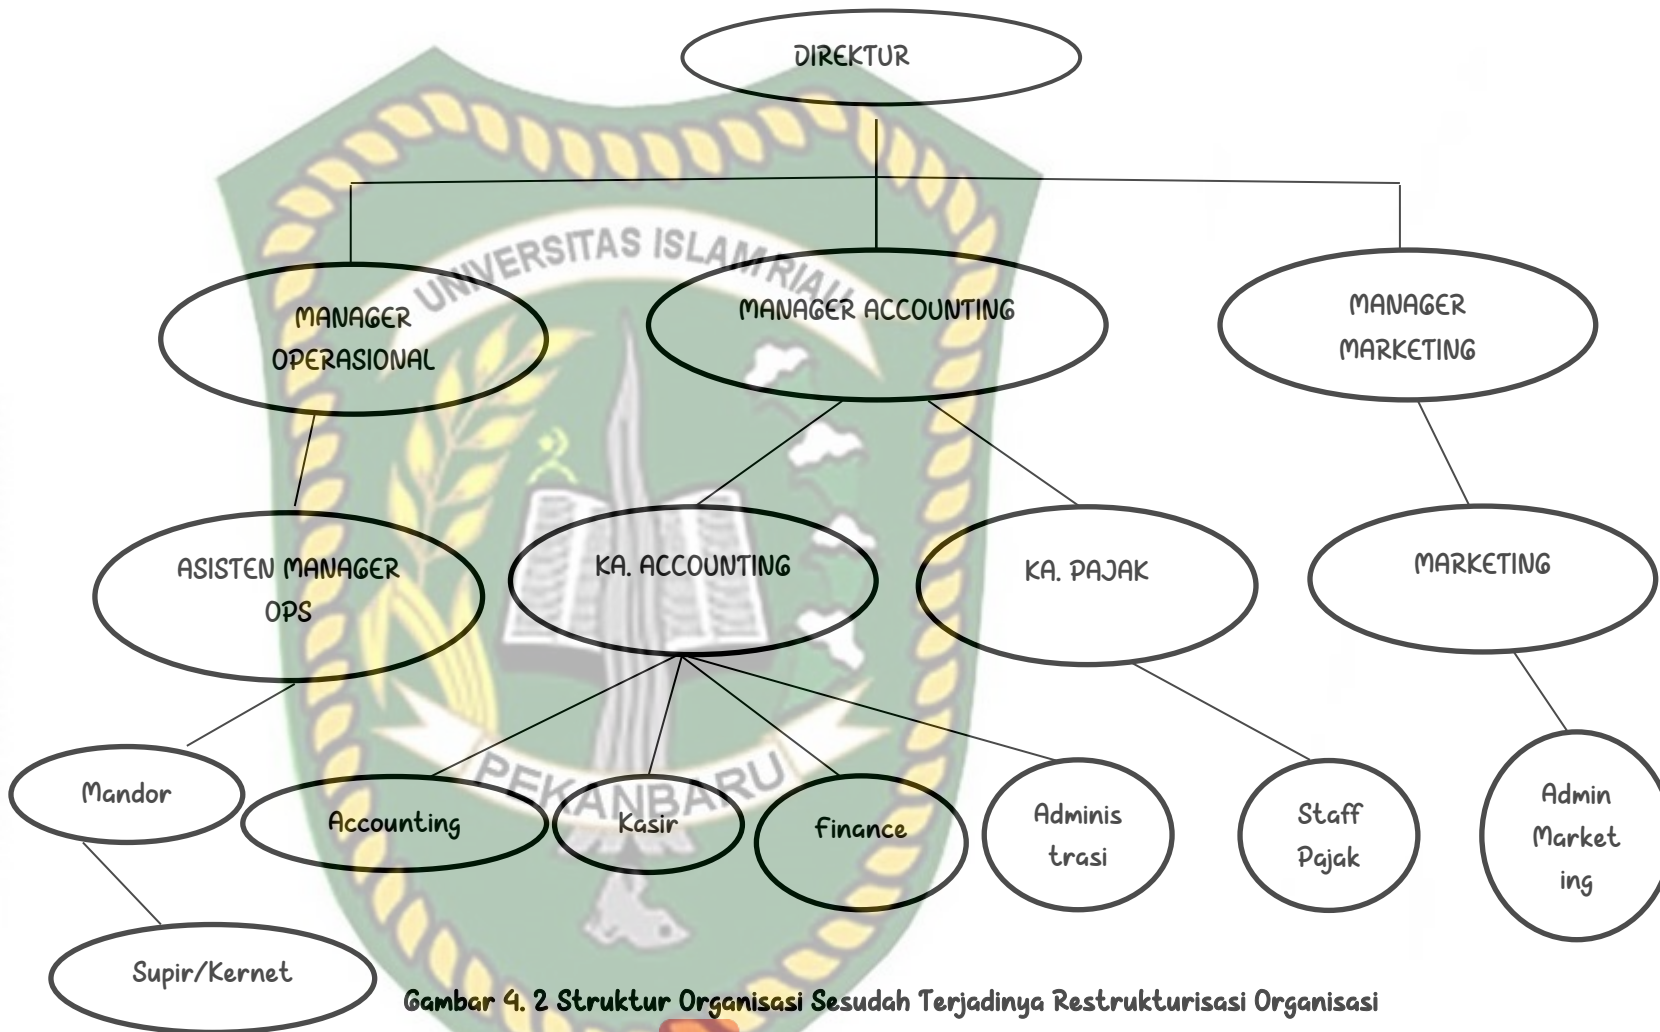 DIREKTUR
UNIVERSITAS ISLAM RIAU
MANAGER
OPERASIONAL
MANAGER ACCOUNTING
MANAGER
MARKETING
ASISTEN MANAGER
OPS
KA. ACCOUNTING
KA. PAJAK
MARKETING
PEKANBARU
Mandor
Accounting
Kasir
Finance
Adminis
trasi
Staff
Pajak
Admin
Market
ing
Supir/Kernet
Gambar 4. 2 Struktur Organisasi Sesudah Terjadinya Restrukturisasi Organisasi